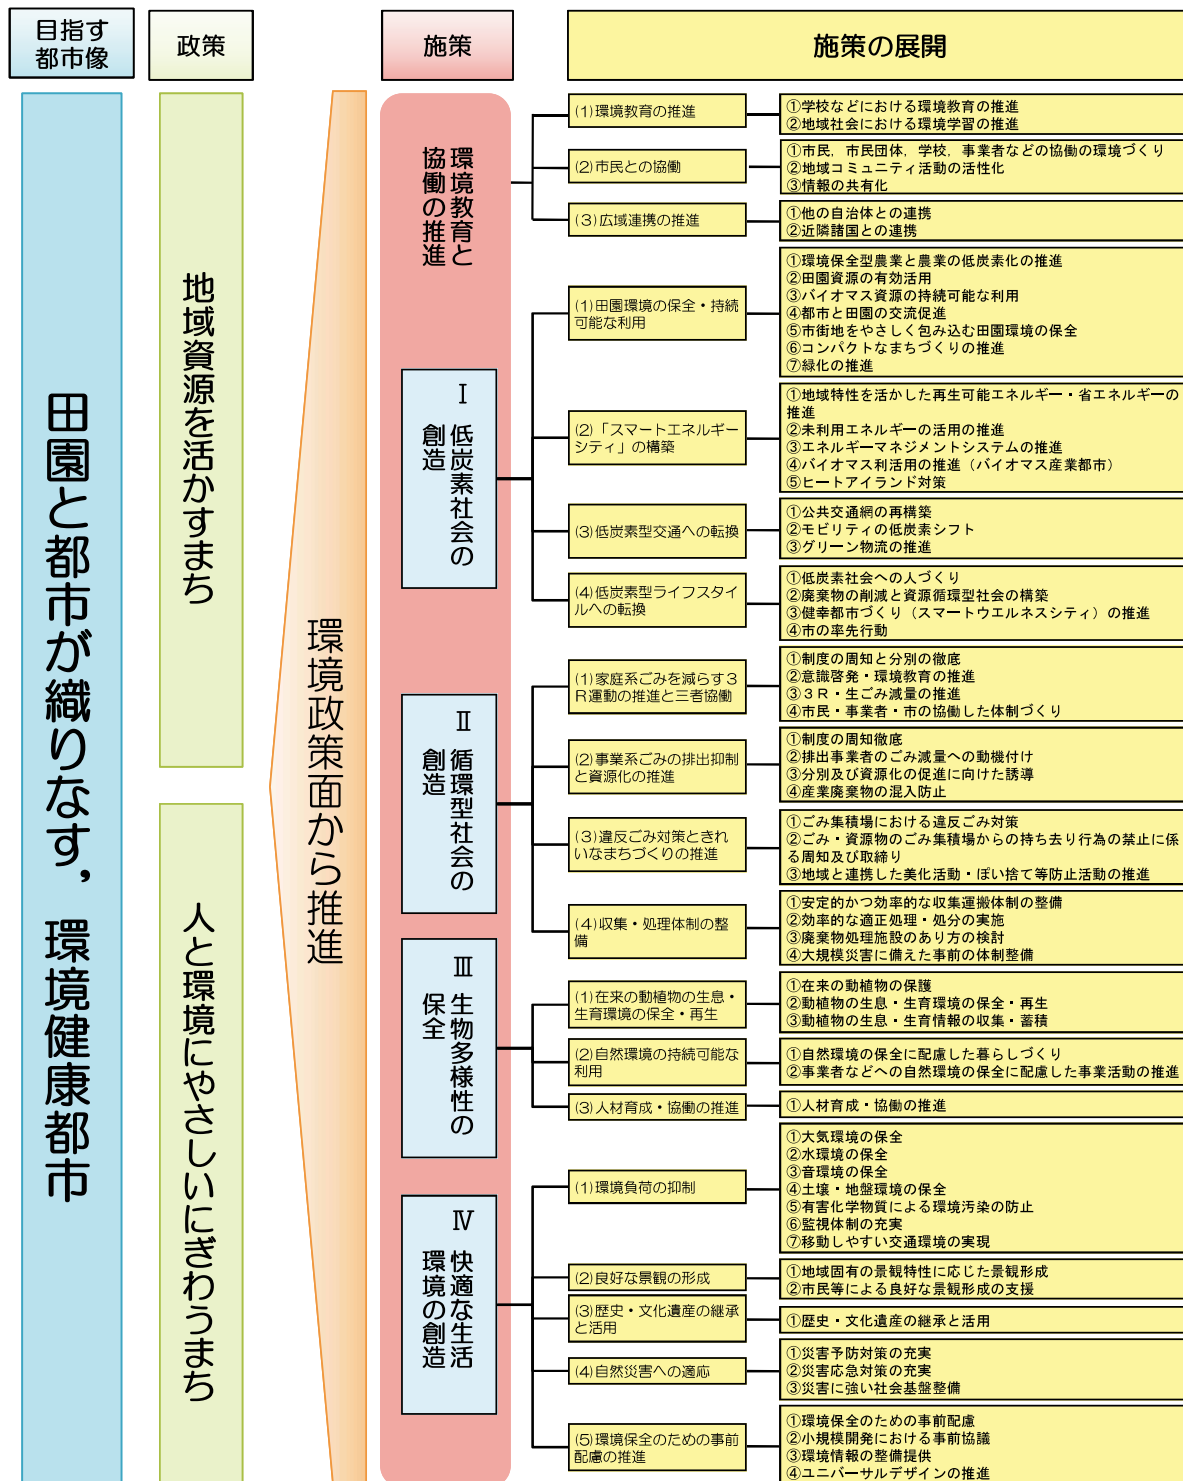 目指す
都市像
政策
施策
施策の展開
田園と都市が織りなす，環境健康都市
地域資源を活かすまち
人と環境にやさしいにぎわうまち
環境政策面から推進
環境教育と
協働の推進
(1)環境教育の推進
①学校などにおける環境教育の推進
②地域社会における環境学習の推進
(2)市民との協働
①市民，市民団体，学校，事業者などの協働の環境づくり
②地域コミュニティ活動の活性化
③情報の共有化
(3)広域連携の推進
①他の自治体との連携
②近隣諸国との連携
Ⅰ
低炭素社会の
創造
(1)田園環境の保全・持続
可能な利用
①環境保全型農業と農業の低炭素化の推進
②田園資源の有効活用
③バイオマス資源の持続可能な利用
④都市と田園の交流促進
⑤市街地をやさしく包み込む田園環境の保全
⑥コンパクトなまちづくりの推進
⑦緑化の推進
(2)「スマートエネルギー
シティ」の構築
①地域特性を活かした再生可能エネルギー・省エネルギーの
推進
②未利用エネルギーの活用の推進
③エネルギーマネジメントシステムの推進
④バイオマス利活用の推進（バイオマス産業都市）
⑤ヒートアイランド対策
(3)低炭素型交通への転換
①公共交通網の再構築
②モビリティの低炭素シフト
③グリーン物流の推進
(4)低炭素型ライフスタイ
ルへの転換
①低炭素社会への人づくり
②廃棄物の削減と資源循環型社会の構築
③健幸都市づくり（スマートウエルネスシティ）の推進
④市の率先行動
Ⅱ
循環型社会の
創造
(1)家庭系ごみを減らす３
Ｒ運動の推進と三者協働
①制度の周知と分別の徹底
②意識啓発・環境教育の推進
③３Ｒ・生ごみ減量の推進
④市民・事業者・市の協働した体制づくり
(2)事業系ごみの排出抑制
と資源化の推進
①制度の周知徹底
②排出事業者のごみ減量への動機付け
③分別及び資源化の促進に向けた誘導
④産業廃棄物の混入防止
(3)違反ごみ対策ときれ
いなまちづくりの推進
①ごみ集積場における違反ごみ対策
②ごみ・資源物のごみ集積場からの持ち去り行為の禁止に係
る周知及び取締り
③地域と連携した美化活動・ぽい捨て等防止活動の推進
(4)収集・処理体制の整
備
①安定的かつ効率的な収集運搬体制の整備
②効率的な適正処理・処分の実施
③廃棄物処理施設のあり方の検討
④大規模災害に備えた事前の体制整備
Ⅲ
生物多様性の
保全
(1)在来の動植物の生息・
生育環境の保全・再生
①在来の動植物の保護
②動植物の生息・生育環境の保全・再生
③動植物の生息・生育情報の収集・蓄積
(2)自然環境の持続可能な
利用
①自然環境の保全に配慮した暮らしづくり
②事業者などへの自然環境の保全に配慮した事業活動の推進
(3)人材育成・協働の推進
①人材育成・協働の推進
Ⅳ
快適な生活
環境の創造
(1)環境負荷の抑制
①大気環境の保全
②水環境の保全
③音環境の保全
④土壌・地盤環境の保全
⑤有害化学物質による環境汚染の防止
⑥監視体制の充実
⑦移動しやすい交通環境の実現
(2)良好な景観の形成
①地域固有の景観特性に応じた景観形成
②市民等による良好な景観形成の支援
(3)歴史・文化遺産の継承
と活用
①歴史・文化遺産の継承と活用
(4)自然災害への適応
①災害予防対策の充実
②災害応急対策の充実
③災害に強い社会基盤整備
(5)環境保全のための事前
配慮の推進
①環境保全のための事前配慮
②小規模開発における事前協議
③環境情報の整備提供
④ユニバーサルデザインの推進